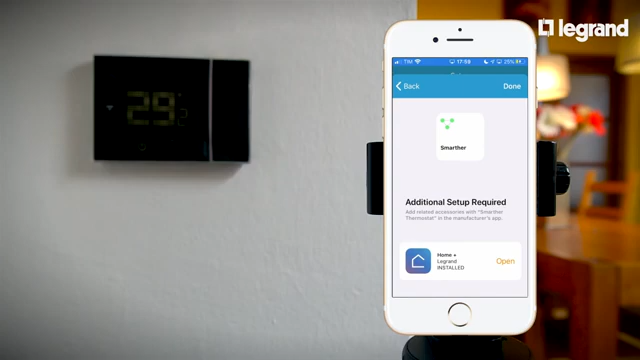 legrand
TIM
17:59
25%
Back
Done
Smarther
Additional Setup Required
Add related accessories with "Smarther
Thermostat" in the manufacturer's app.
Home +
Legrand
INSTALLED
Open